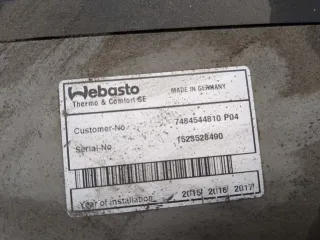 Webasto MADE IN GERMANY
Thermo & Comfort SE
Customer-No. 7484544810 P04
Serial-No. 1523528490
Year of installation 2015 2016 2017